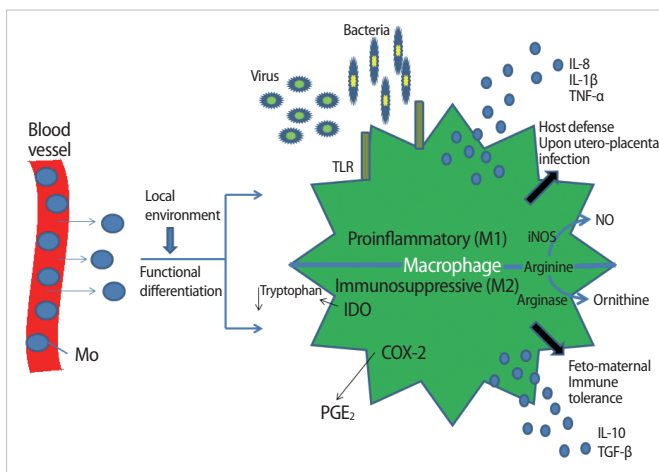 Bacteria
Virus
IL-8
IL-1β
TNF-α
Blood
vessel
Host defense
Upon utero-placenta
infection
TLR
Local
environment
NO
iNOS
Proinflammatory (M1)
Macrophage
Arginine
Functional
differentiation
Immunosuppressive (M2)
Tryptophan
IDO
Arginase
Ornithine
Mo
COX-2
Feto-maternal
Immune
tolerance
PGE₂
IL-10
TGF-β